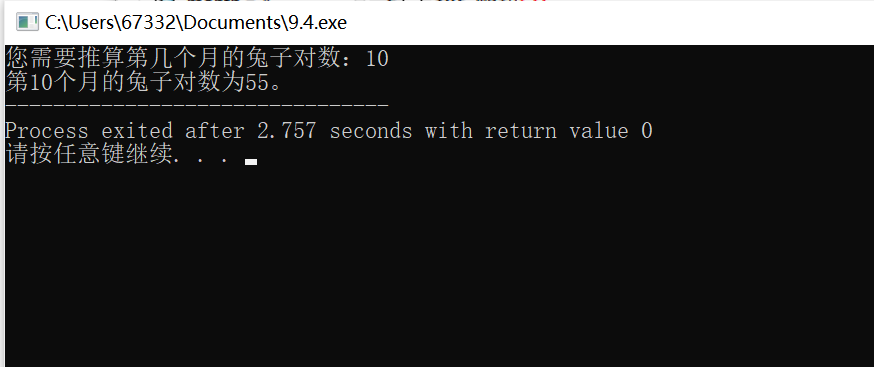 C:\Users\67332\Documents\9.4.exe
您需要推算第几个月的兔子对数：10
第10个月的兔子对数为55。
--------------------------------
Process exited after 2.757 seconds with return value 0
请按任意键继续. . .